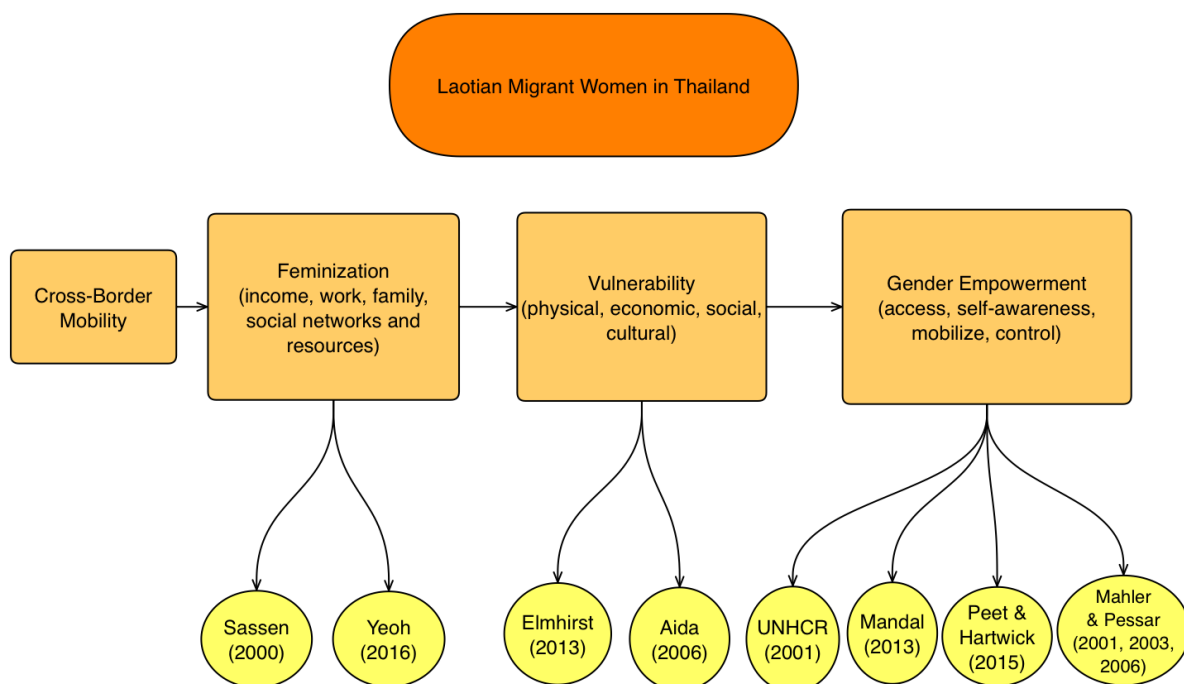 Laotian Migrant Women in Thailand
Cross-Border
Mobility
Feminization
(income, work, family,
social networks and
resources)
Vulnerability
(physical, economic, social,
cultural)
Gender Empowerment
(access, self-awareness,
mobilize, control)
Sassen
(2000)
Yeoh
(2016)
Elmhirst
(2013)
Aida
(2006)
UNHCR
(2001)
Mandal
(2013)
Peet &
Hartwick
(2015)
Mahler
& Pessar
(2001, 2003,
2006)